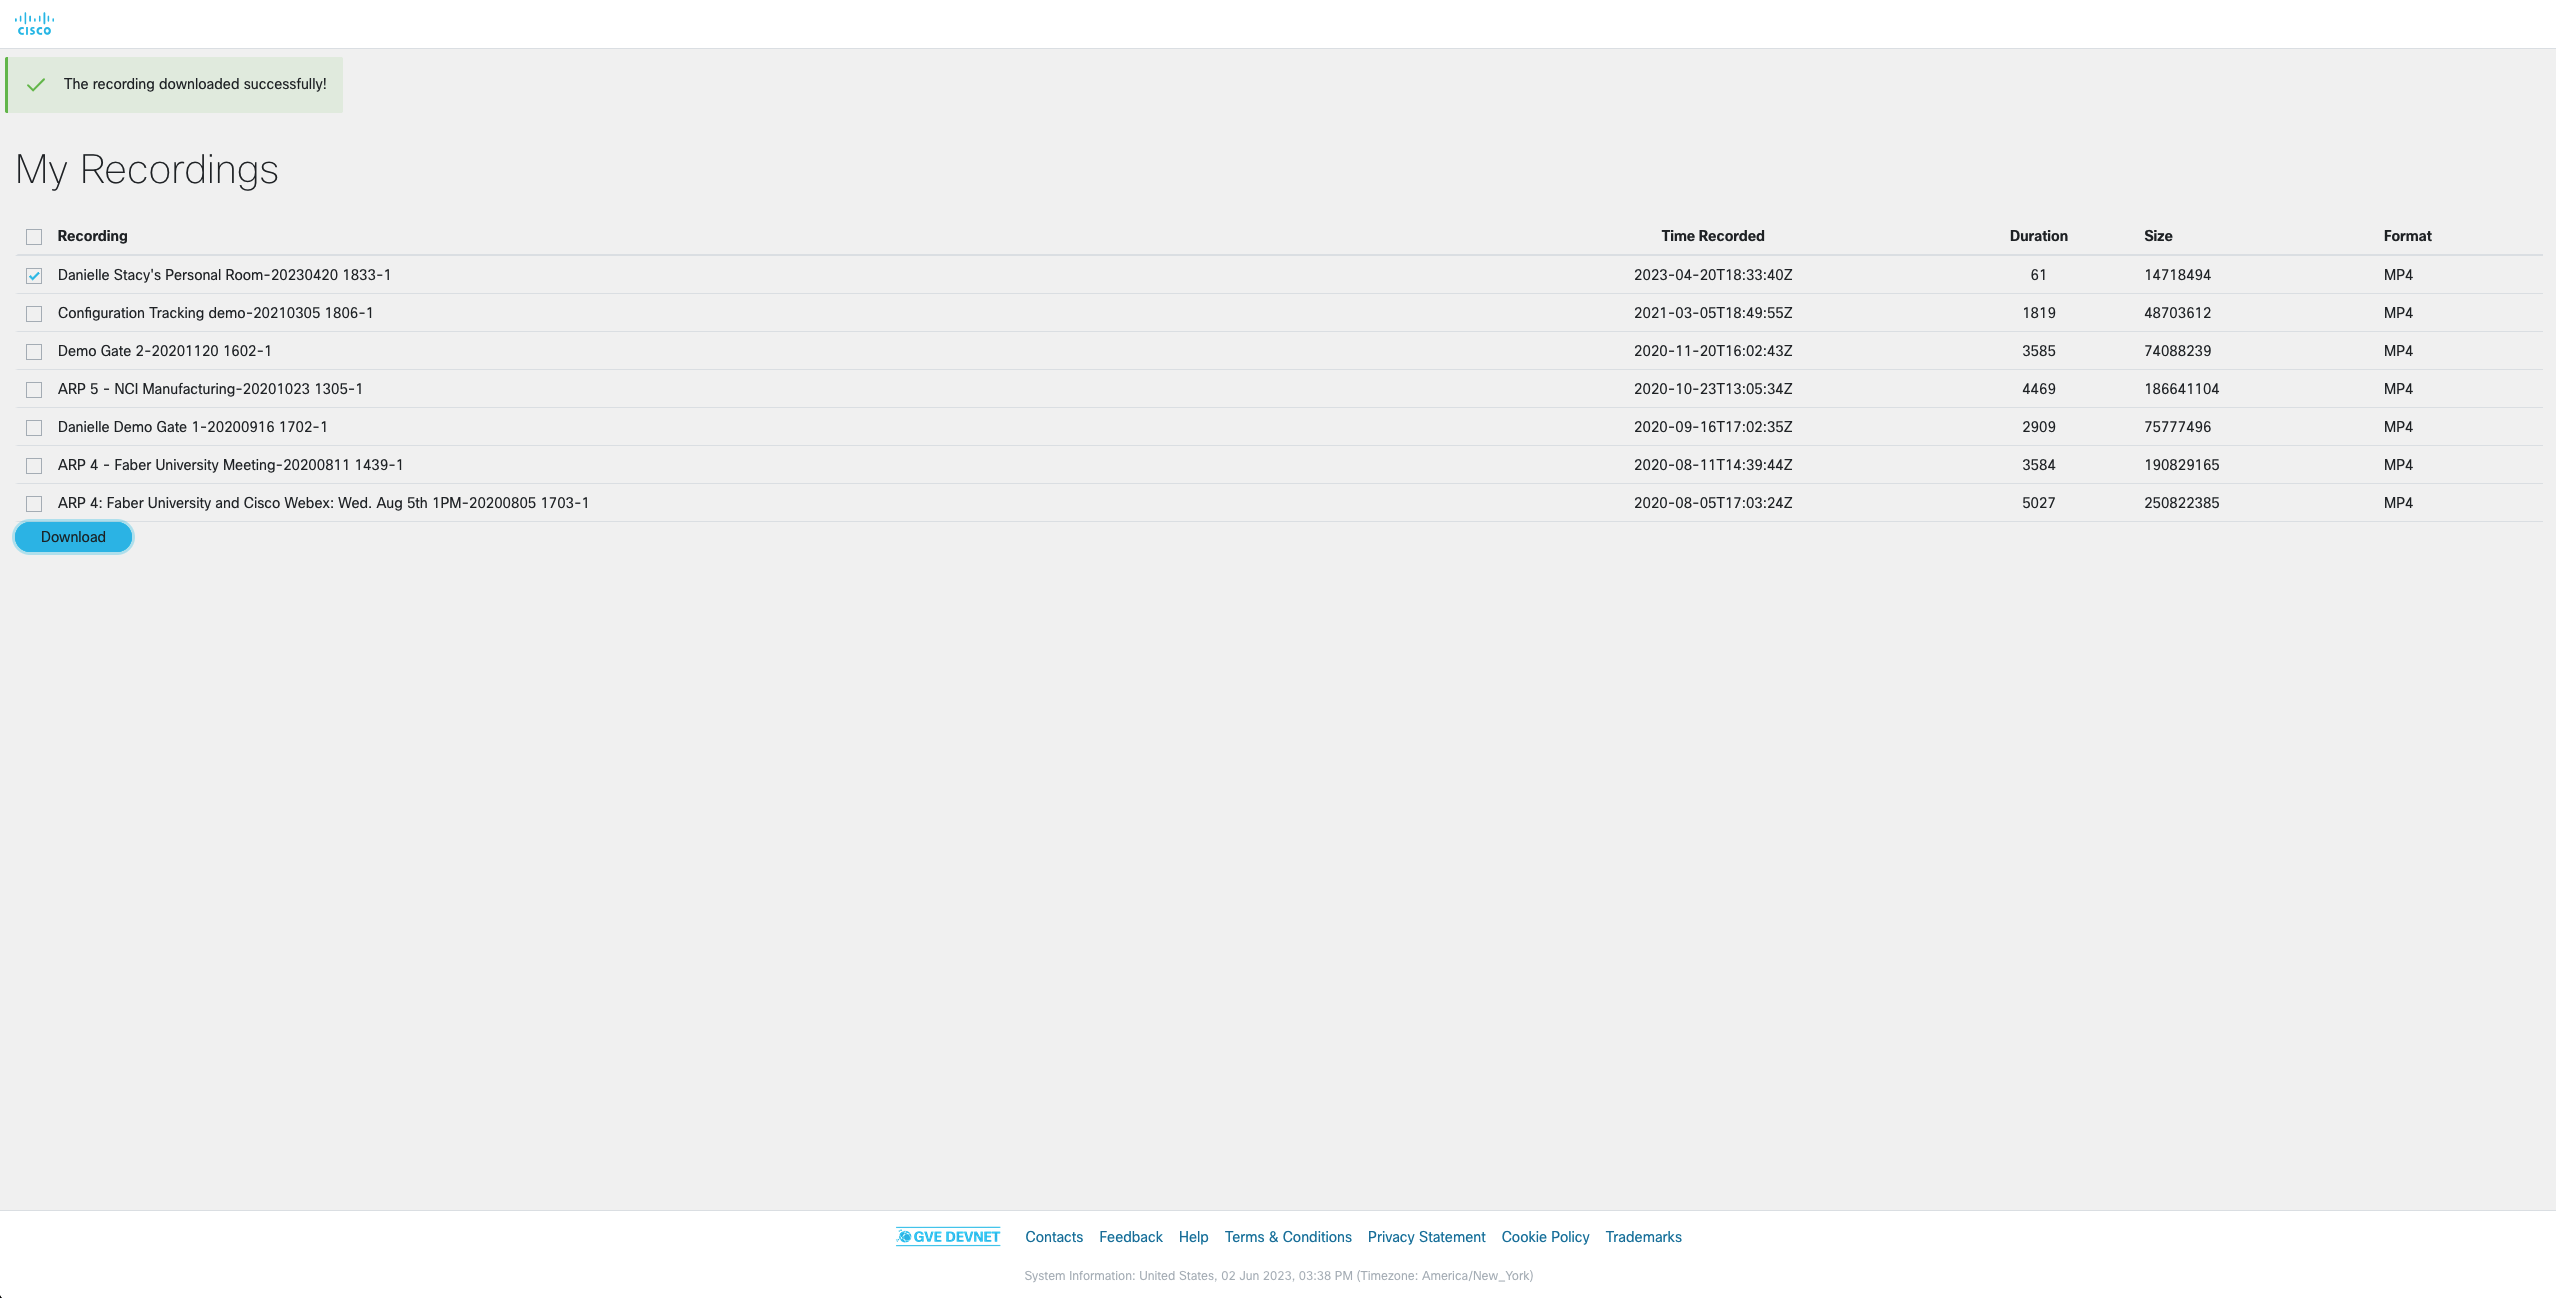 cisco
The recording downloaded successfully!
My Recordings
Recording Time Recorded Duration Size Format
Danielle Stacy's Personal Room-20230420 1833-1 2023-04-20T18:33:40Z 61 14718494 MP4
Configuration Tracking demo-20210305 1806-1 2021-03-05T18:49:55Z 1819 48703612 MP4
Demo Gate 2-20201120 1602-1 2020-11-20T16:02:43Z 3585 74088239 MP4
ARP 5 - NCI Manufacturing-20201023 1305-1 2020-10-23T13:05:34Z 4469 186641104 MP4
Danielle Demo Gate 1-20200916 1702-1 2020-09-16T17:02:35Z 2909 75777496 MP4
ARP 4 - Faber University Meeting-20200811 1439-1 2020-08-11T14:39:44Z 3584 190829165 MP4
ARP 4: Faber University and Cisco Webex: Wed. Aug 5th 1PM-20200805 1703-1 2020-08-05T17:03:24Z 5027 250822385 MP4
Download
GVE DEVNET Contacts Feedback Help Terms & Conditions Privacy Statement Cookie Policy Trademarks
System Information: United States, 02 Jun 2023, 03:38 PM (Timezone: America/New_York)